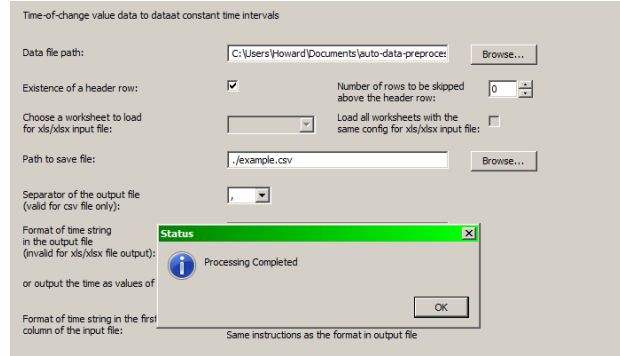 Time-of-change value data to dataat constant time intervals
Data file path:
C:\Users\Howard\Documents\auto-data-preproces
Browse...
Existence of a header row:
Number of rows to be skipped
above the header row:
0
Choose a worksheet to load
for xls/xlsx input file:
Load all worksheets with the
same config for xls/xlsx input file:
Path to save file:
./example.csv
Browse...
Separator of the output file
(valid for csv file only):
,
Format of time string
in the output file
(invalid for xls/xlsx file output):
Status
Processing Completed
OK
or output the time as values of
Format of time string in the first
column of the input file:
Same instructions as the format in output file